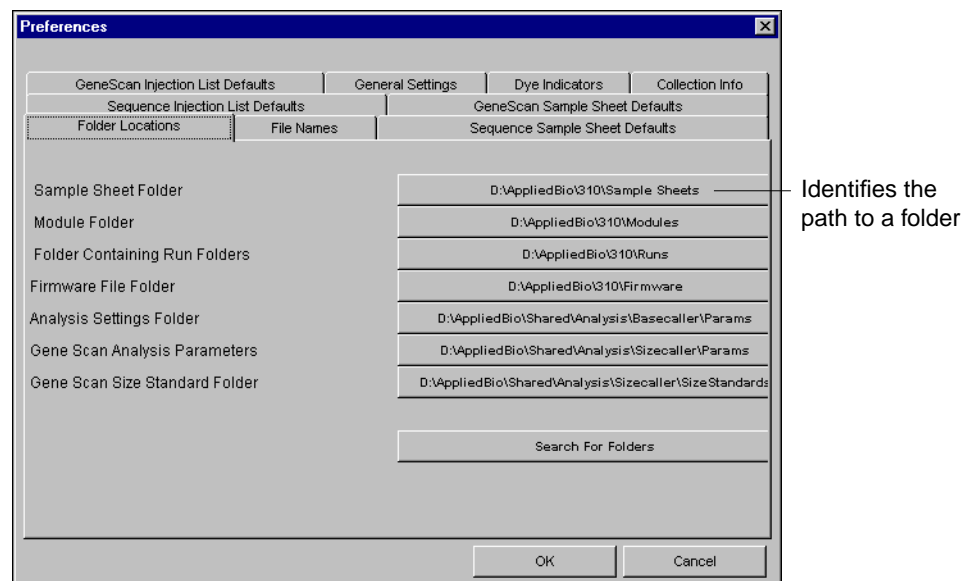 Preferences
GeneScan Injection List Defaults
General Settings
Dye Indicators
Collection Info
Sequence Injection List Defaults
GeneScan Sample Sheet Defaults
Folder Locations
File Names
Sequence Sample Sheet Defaults
Sample Sheet Folder
D:\AppliedBio\310\Sample Sheets
Identifies the
path to a folder
Module Folder
D:\AppliedBio\310\Modules
Folder Containing Run Folders
D:\AppliedBio\310\Runs
Firmware File Folder
D:\AppliedBio\310\Firmware
Analysis Settings Folder
D:\AppliedBio\Shared\Analysis\Basecaller\Params
Gene Scan Analysis Parameters
D:\AppliedBio\Shared\Analysis\Sizecaller\Params
Gene Scan Size Standard Folder
D:\AppliedBio\Shared\Analysis\Sizecaller\SizeStandards
Search For Folders
OK
Cancel